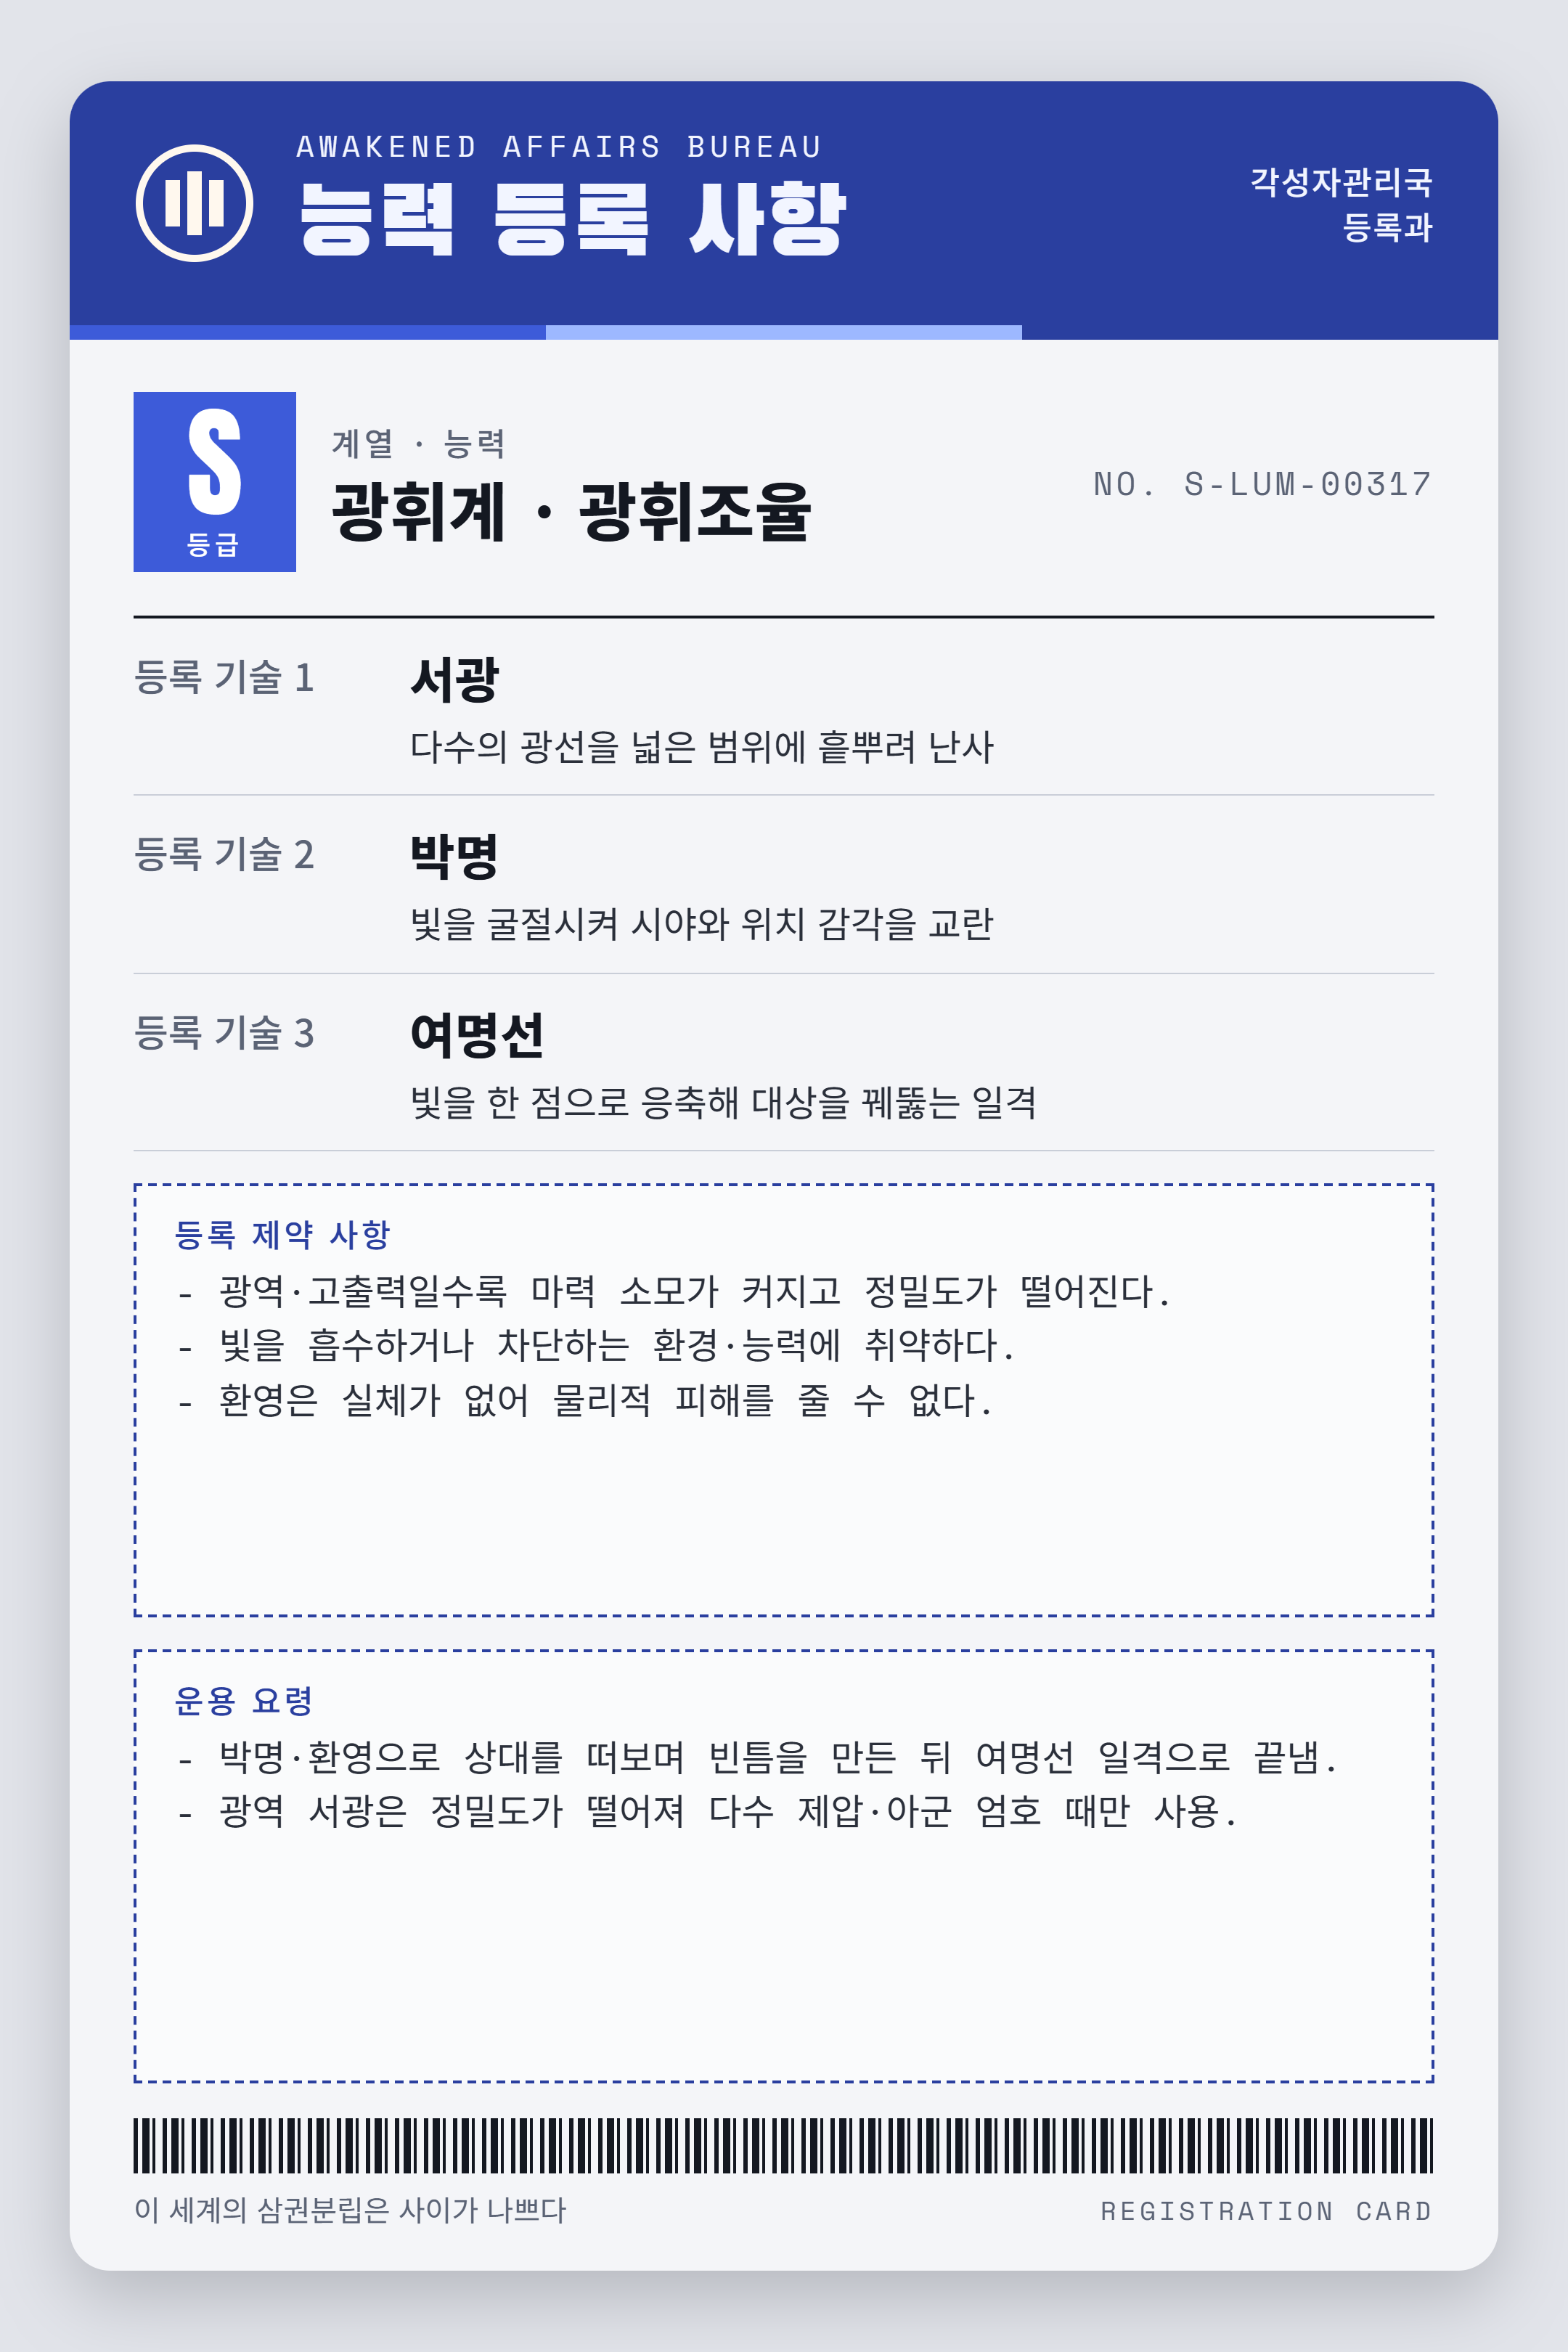 AWAKENED AFFAIRS BUREAU
능력 등록 사항
각성자관리국
등록과
S
등급
계열 · 능력
광휘계 · 광휘조율
NO. S-LUM-00317
등록 기술 1
서광
다수의 광선을 넓은 범위에 흩뿌려 난사
등록 기술 2
박명
빛을 굴절시켜 시야와 위치 감각을 교란
등록 기술 3
여명선
빛을 한 점으로 응축해 대상을 꿰뚫는 일격
등록 제약 사항
- 광역·고출력일수록 마력 소모가 커지고 정밀도가 떨어진다.
- 빛을 흡수하거나 차단하는 환경·능력에 취약하다.
- 환영은 실체가 없어 물리적 피해를 줄 수 없다.
운용 요령
- 박명·환영으로 상대를 떠보며 빈틈을 만든 뒤 여명선 일격으로 끝냄.
- 광역 서광은 정밀도가 떨어져 다수 제압·아군 엄호 때만 사용.
이 세계의 삼권분립은 사이가 나쁘다
REGISTRATION CARD